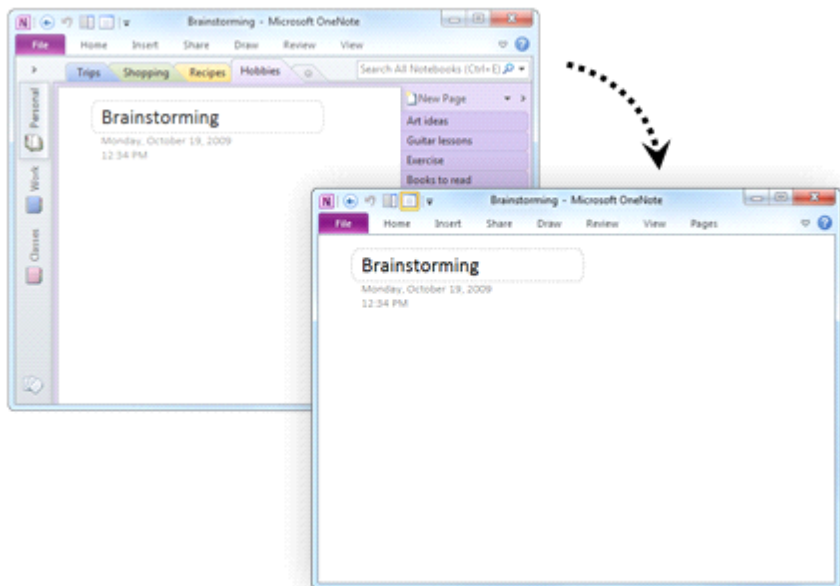 Brainstorming - Microsoft OneNote
File Home Insert Share Draw Review View
Trips Shopping Recipes Hobbies Search All Notebooks (Ctrl+E)
New Page
Personal
Brainstorming
Art ideas
Monday, October 19, 2009
Guitar lessons
12:34 PM
Exercise
Work
Books to read
Classes
Brainstorming - Microsoft OneNote
File Home Insert Share Draw Review View Pages
Brainstorming
Monday, October 19, 2009
12:34 PM